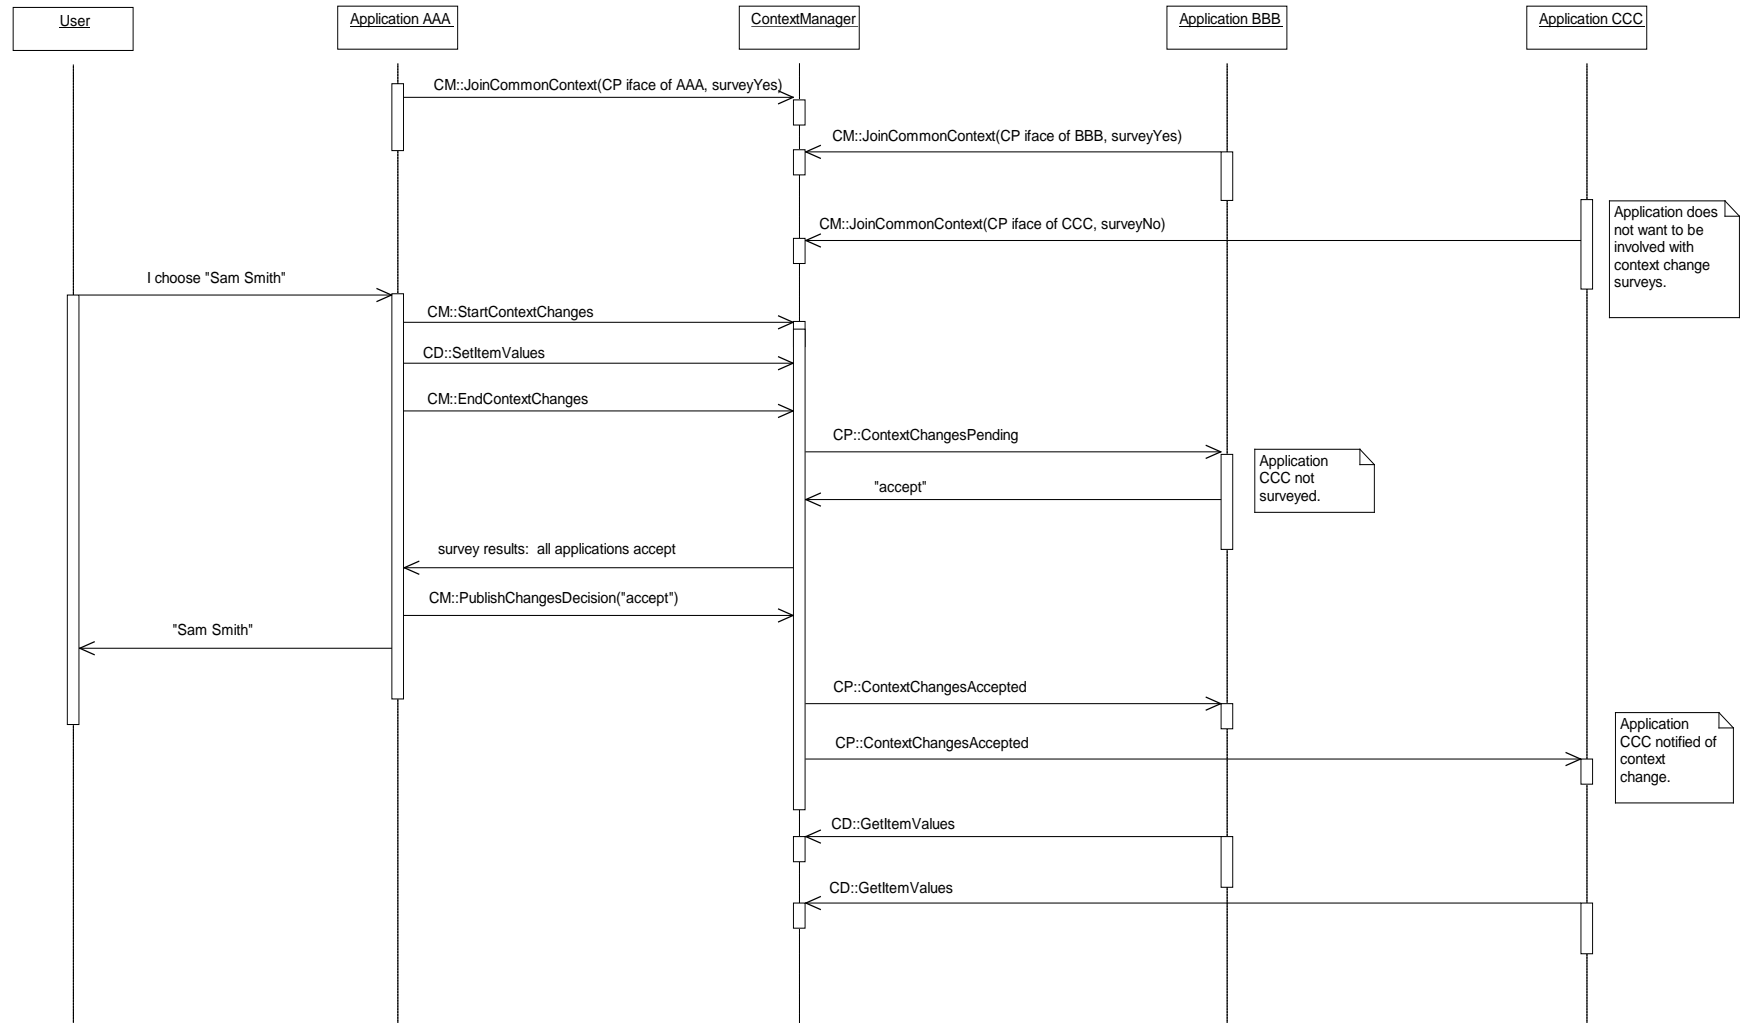 User
Application AAA
ContextManager
Application BBB
Application CCC
CM::JoinCommonContext(CP iface of AAA, surveyYes)
CM::JoinCommonContext(CP iface of BBB, surveyYes)
CM::JoinCommonContext(CP iface of CCC, surveyNo)
Application does
not want to be
involved with
context change
surveys.
I choose "Sam Smith"
CM::StartContextChanges
CD::SetItemValues
CM::EndContextChanges
CP::ContextChangesPending
Application
CCC not
surveyed.
"accept"
survey results:  all applications accept
CM::PublishChangesDecision("accept")
"Sam Smith"
CP::ContextChangesAccepted
CP::ContextChangesAccepted
Application
CCC notified of
context
change.
CD::GetItemValues
CD::GetItemValues